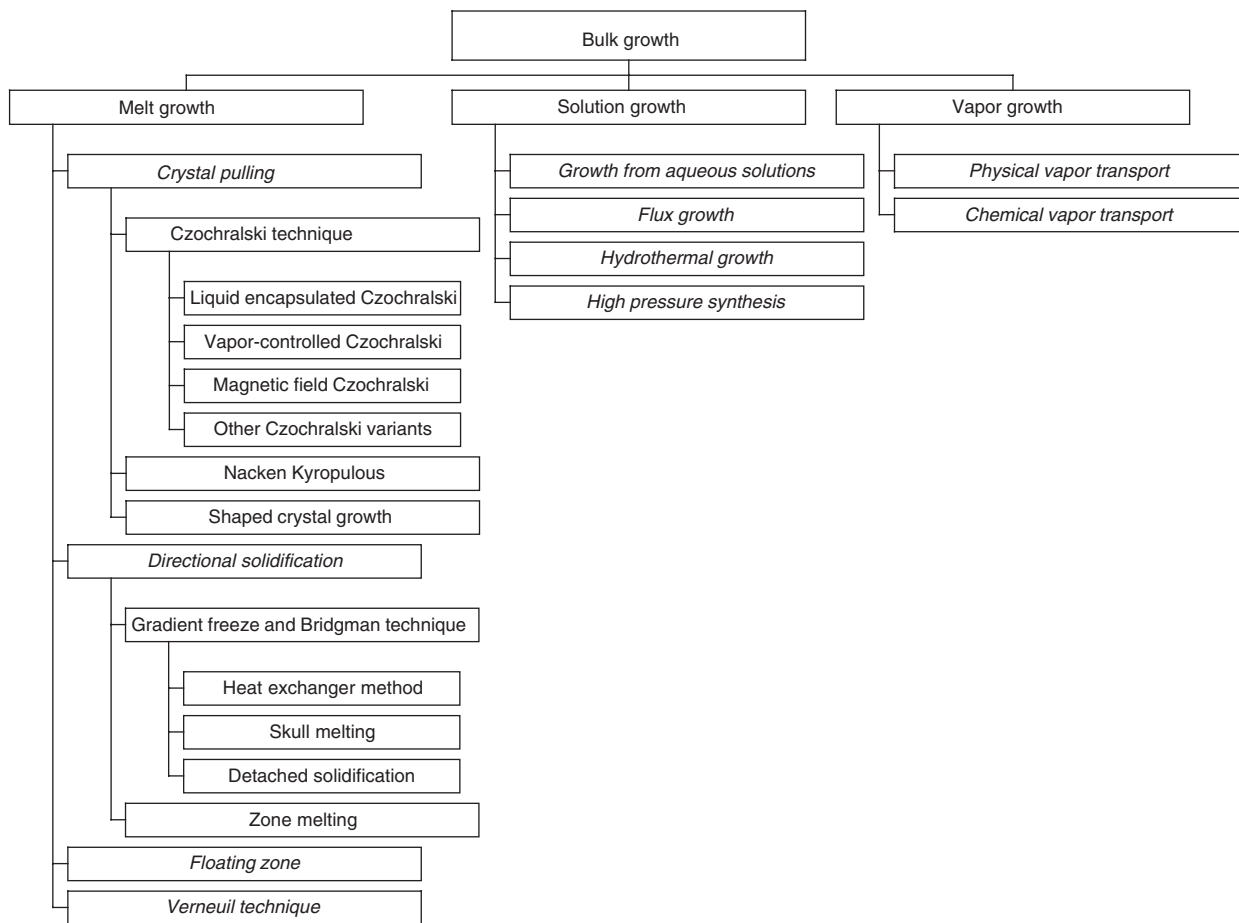 Bulk growth
Melt growth
Solution growth
Vapor growth
Crystal pulling
Czochralski technique
Liquid encapsulated Czochralski
Vapor-controlled Czochralski
Magnetic field Czochralski
Other Czochralski variants
Nacken Kyropulous
Shaped crystal growth
Directional solidification
Gradient freeze and Bridgman technique
Heat exchanger method
Skull melting
Detached solidification
Zone melting
Floating zone
Verneuil technique
Growth from aqueous solutions
Flux growth
Hydrothermal growth
High pressure synthesis
Physical vapor transport
Chemical vapor transport